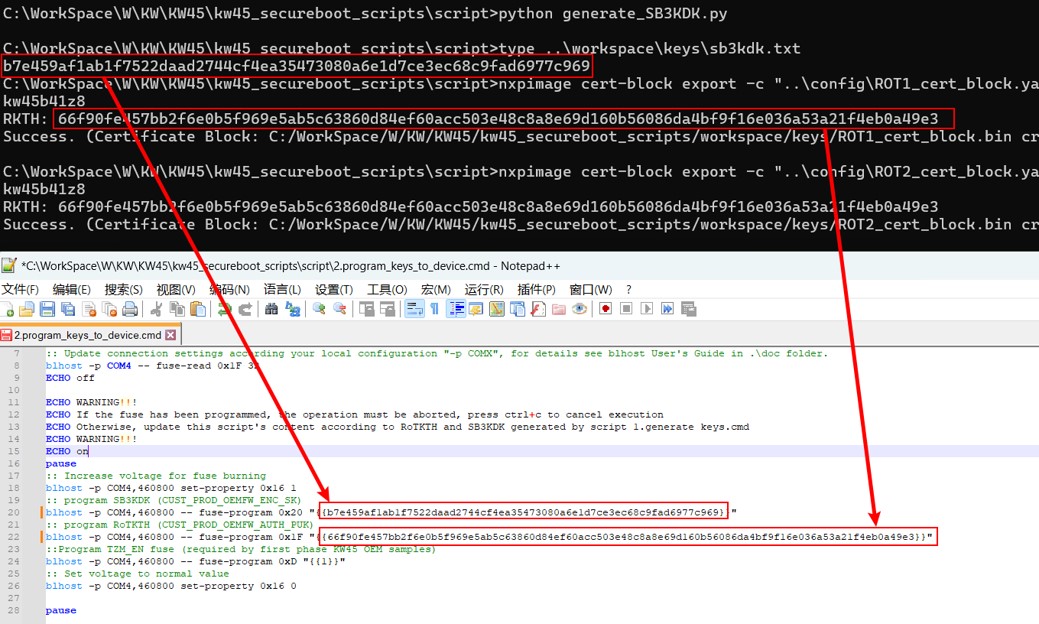 C:\WorkSpace\W\KW\KW45\kw45_secureboot_scripts\script>python generate_SB3KDK.py
C:\WorkSpace\W\KW\KW45\kw45_secureboot_scripts\script>type ..\workspace\keys\sb3kdk.txt
b7e459af1ab1f7522daad2744cf4ea35473080a6e1d7ce3ec68c9fad6977c969
C:\WorkSpace\W\KW\KW45\kw45_secureboot_scripts\script>nxpimage cert-block export -c "..\config\ROT1_cert_block.ya
kw45b41z8
RKTH: 66f90fe457bb2f6e0b5f969e5ab5c63860d84ef60acc503e48c8a8e69d160b56086da4bf9f16e036a53a21f4eb0a49e3
Success. (Certificate Block: C:/WorkSpace/W/KW/KW45/kw45_secureboot_scripts/workspace/keys/ROT1_cert_block.bin cr
C:\WorkSpace\W\KW\KW45\kw45_secureboot_scripts\script>nxpimage cert-block export -c "..\config\ROT2_cert_block.ya
kw45b41z8
RKTH: 66f90fe457bb2f6e0b5f969e5ab5c63860d84ef60acc503e48c8a8e69d160b56086da4bf9f16e036a53a21f4eb0a49e3
Success. (Certificate Block: C:/WorkSpace/W/KW/KW45/kw45_secureboot_scripts/workspace/keys/ROT2_cert_block.bin cr
*C:\WorkSpace\W\KW\KW45\kw45_secureboot_scripts\script\2.program_keys_to_device.cmd - Notepad++
文件(F) 编辑(E) 搜索(S) 视图(V) 编码(N) 语言(L) 设置(T) 工具(O) 宏(M) 运行(R) 插件(P) 窗口(W) ?
2.program_keys_to_device.cmd
7 :: Update connection settings according your local configuration "-p COMX", for details see blhost User's Guide in .\doc folder.
8 blhost -p COM4 -- fuse-read 0x1F 32
9 ECHO off
10
11 ECHO WARNING!!!
12 ECHO If the fuse has been programmed, the operation must be aborted, press ctrl+c to cancel execution
13 ECHO Otherwise, update this script's content according to RoTKTH and SB3KDK generated by script 1.generate keys.cmd
14 ECHO WARNING!!!
15 ECHO on
16 pause
17 :: Increase voltage for fuse burning
18 blhost -p COM4,460800 set-property 0x16 1
19 :: program SB3KDK (CUST_PROD_OEMFW_ENC_SK)
20 blhost -p COM4,460800 -- fuse-program 0x20 "{{b7e459af1ab1f7522daad2744cf4ea35473080a6e1d7ce3ec68c9fad6977c969}}"
21 :: program RoTKTH (CUST_PROD_OEMFW_AUTH_PUK)
22 blhost -p COM4,460800 -- fuse-program 0x1F "{{66f90fe457bb2f6e0b5f969e5ab5c63860d84ef60acc503e48c8a8e69d160b56086da4bf9f16e036a53a21f4eb0a49e3}}"
23 ::Program TZM_EN fuse (required by first phase KW45 OEM samples)
24 blhost -p COM4,460800 -- fuse-program 0xD "{{1}}"
25 :: Set voltage to normal value
26 blhost -p COM4,460800 set-property 0x16 0
27
28 pause